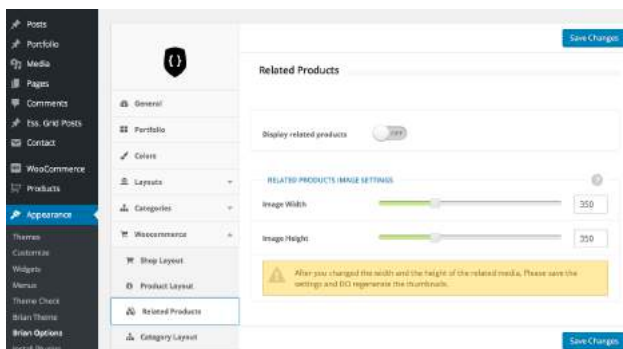 Posts
Portfolio
Media
Pages
Comments
Ess. Grid Posts
Contact
WooCommerce
Products
Appearance
Themes
Customize
Widgets
Menus
Theme Check
Brian Theme
Brian Options
Install Plugins
General
Portfolio
Colors
Layouts
Categories
Woocommerce
Shop Layout
Product Layout
Related Products
Category Layout
Save Changes
Related Products
Display related products
OFF
RELATED PRODUCTS IMAGE SETTINGS
Image Width
350
Image Height
350
After you changed the width and the height of the related media, Please save the
settings and DO regenerate the thumbnails.
Save Changes